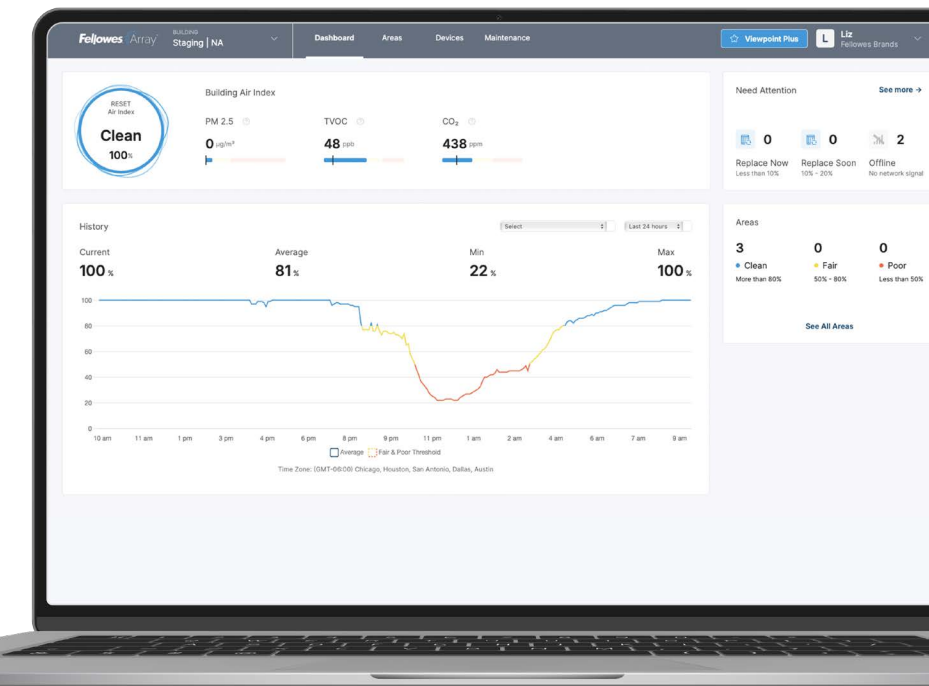 Fellowes Array
BUILDING
Staging | NA
Dashboard
Areas
Devices
Maintenance
Viewpoint Plus
L
Liz
Fellowes Brands
RESET
Air Index
Clean
100%
Building Air Index
PM 2.5
0 µg/m³
TVOC
48 ppb
CO₂
438 ppm
Need Attention
See more →
0
Replace Now
Less than 10%
0
Replace Soon
10% - 20%
2
Offline
No network signal
History
Select
Last 24 hours
Current
100 %
Average
81 %
Min
22 %
Max
100 %
100
80
60
40
20
0
10 am
11 am
1 pm
3 pm
4 pm
6 pm
8 pm
9 pm
11 pm
1 am
2 am
4 am
6 am
7 am
9 am
Average
Fair & Poor Threshold
Time Zone: (GMT-06:00) Chicago, Houston, San Antonio, Dallas, Austin
Areas
3
Clean
More than 80%
0
Fair
50% - 80%
0
Poor
Less than 50%
See All Areas